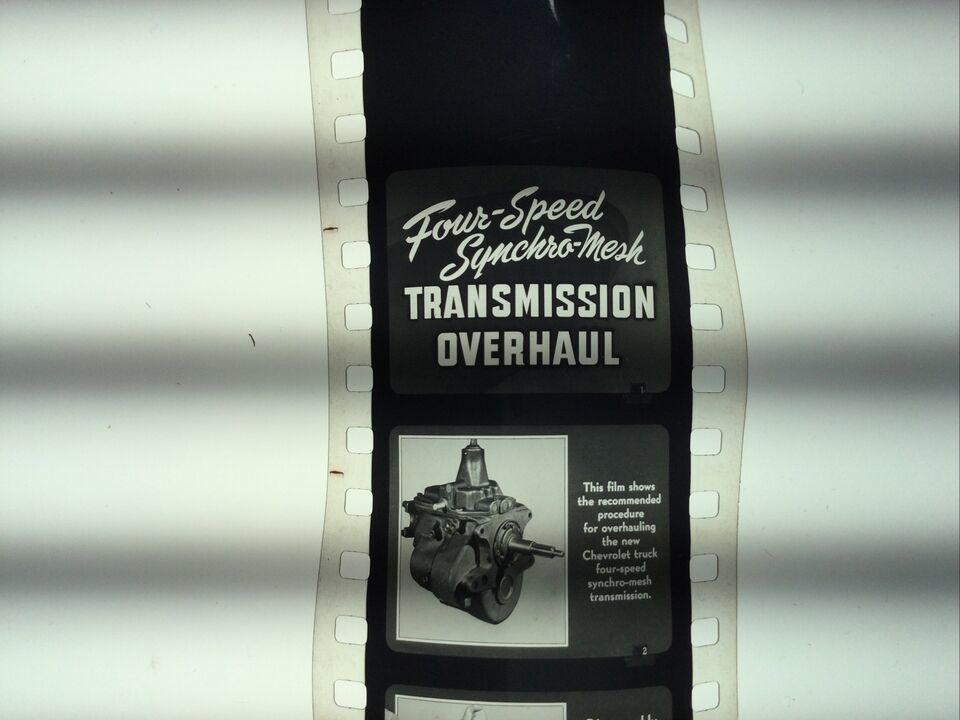 Four-Speed
Synchro-Mesh
TRANSMISSION
OVERHAUL
1
This film shows
the recommended
procedure
for overhauling
the new
Chevrolet truck
four-speed
synchro-mesh
transmission.
2